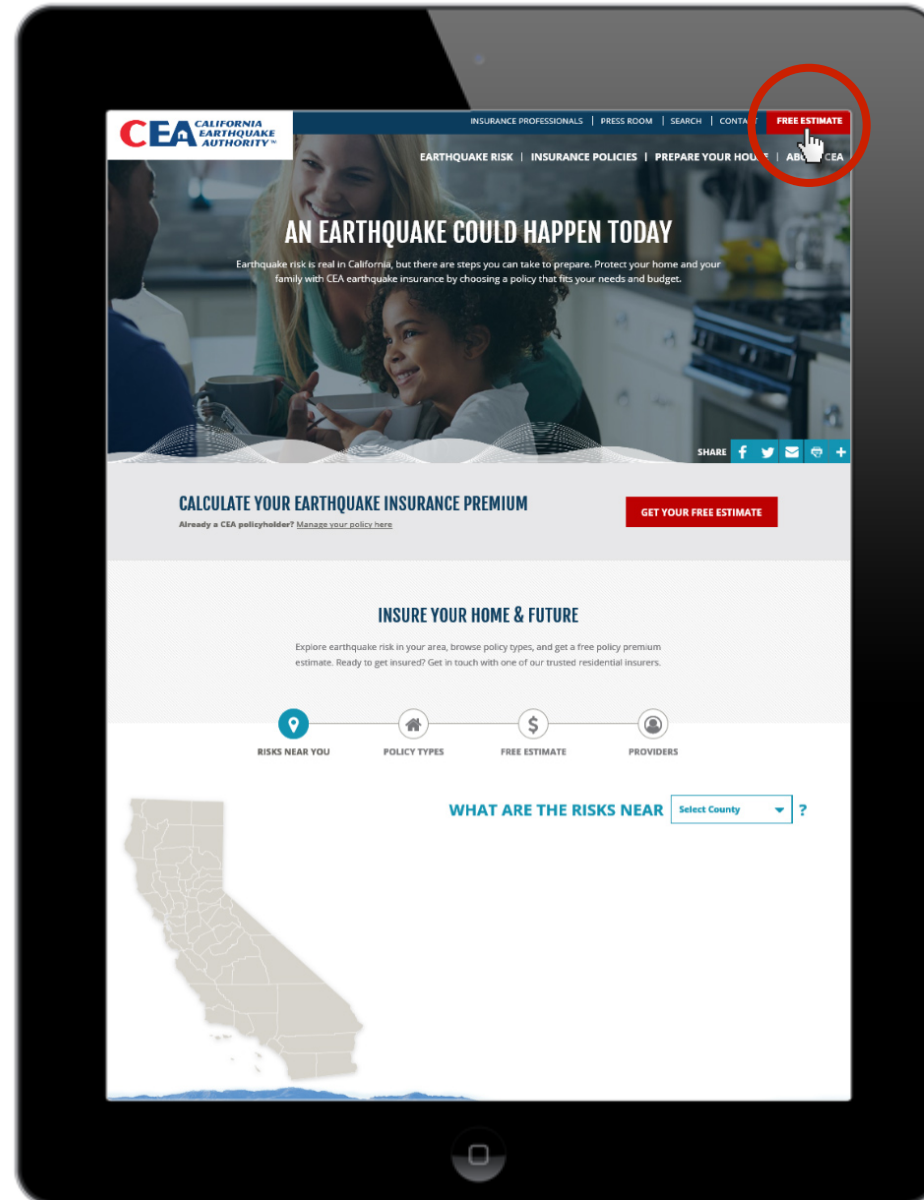 CEA CALIFORNIA
EARTHQUAKE
AUTHORITY™
INSURANCE PROFESSIONALS | PRESS ROOM | SEARCH | CONTACT
FREE ESTIMATE
EARTHQUAKE RISK | INSURANCE POLICIES | PREPARE YOUR HOUSE | ABOUT CEA
AN EARTHQUAKE COULD HAPPEN TODAY
Earthquake risk is real in California, but there are steps you can take to prepare. Protect your home and your
family with CEA earthquake insurance by choosing a policy that fits your needs and budget.
SHARE
CALCULATE YOUR EARTHQUAKE INSURANCE PREMIUM
Already a CEA policyholder? Manage your policy here
GET YOUR FREE ESTIMATE
INSURE YOUR HOME & FUTURE
Explore earthquake risk in your area, browse policy types, and get a free policy premium
estimate. Ready to get insured? Get in touch with one of our trusted residential insurers.
RISKS NEAR YOU
POLICY TYPES
FREE ESTIMATE
PROVIDERS
WHAT ARE THE RISKS NEAR Select County ?